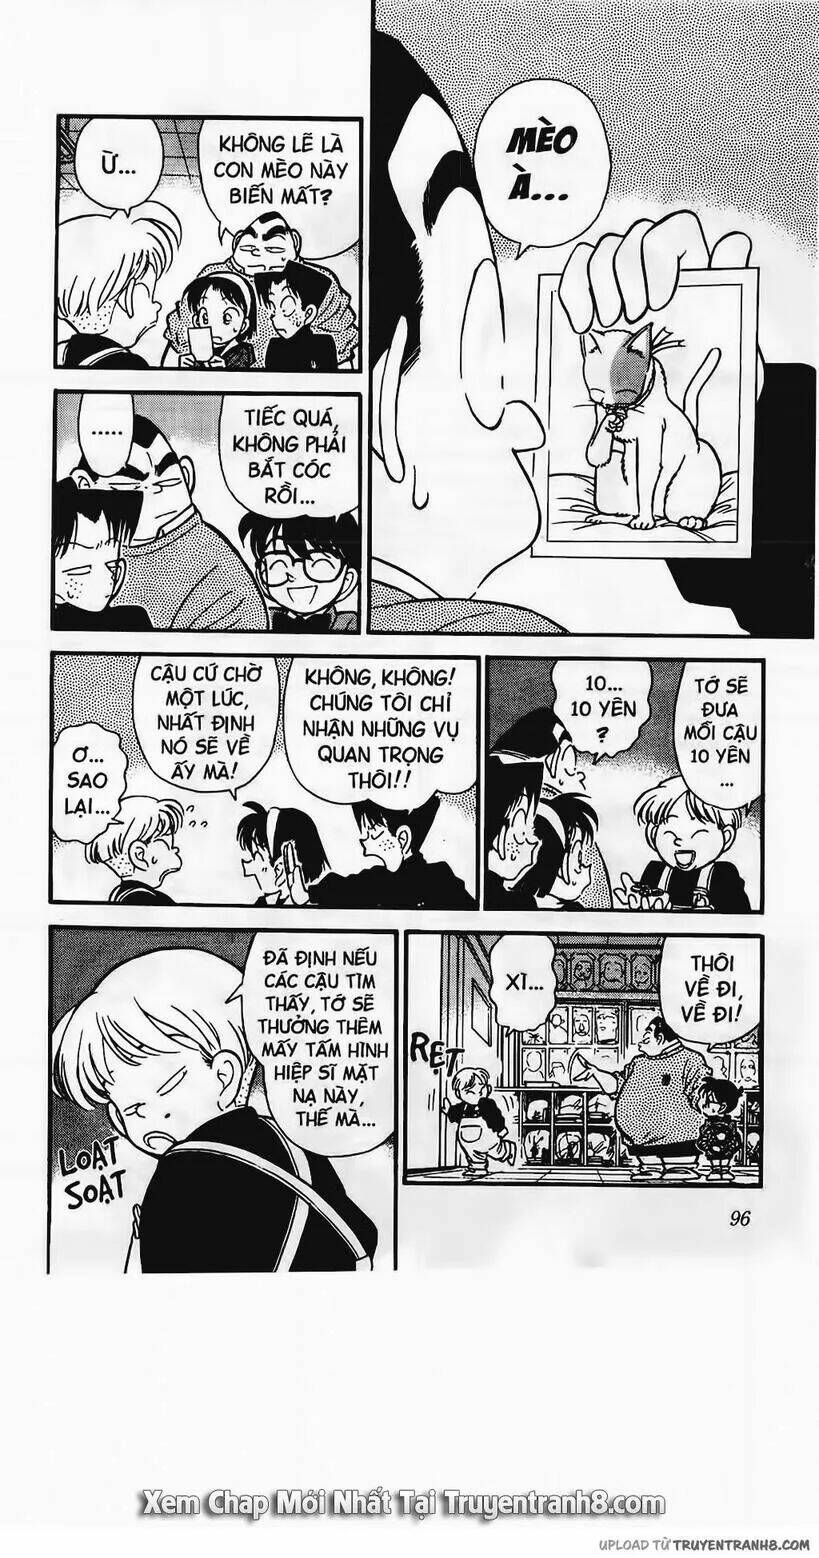 MÈO
À...
KHÔNG LẼ LÀ
CON MÈO NÀY
BIẾN MẤT?
Ừ...
TIẾC QUÁ,
KHÔNG PHẢI
BẮT CÓC
RỒI...
.....
TỚ SẼ
ĐƯA
MỖI CẬU
10 YÊN
...
10...
10 YÊN
?
KHÔNG, KHÔNG!
CHÚNG TÔI CHỈ
NHẬN NHỮNG VỤ
QUAN TRỌNG
THÔI!!
CẬU CỨ CHỜ
MỘT LÚC,
NHẤT ĐỊNH
NÓ SẼ VỀ
ẤY MÀ!
Ơ...
SAO
LẠI...
THÔI
VỀ ĐI,
VỀ ĐI!
XÌ...
RẸT
ĐÃ ĐỊNH NẾU
CÁC CẬU TÌM
THẤY, TỚ SẼ
THƯỞNG THÊM
MẤY TẤM HÌNH
HIỆP SĨ MẶT
NẠ NÀY,
THẾ MÀ...
LOẠT
SOẠT
96
Xem Chap Mới Nhất Tại Truyentranh8.com
UPLOAD TỪ TRUYENTRANH8.COM